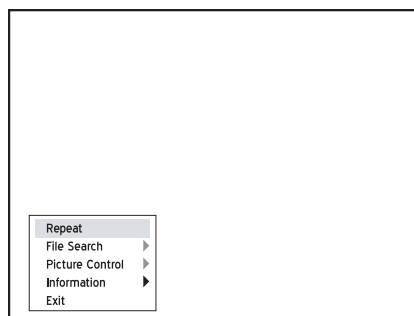 Repeat
File Search
Picture Control
Information
Exit